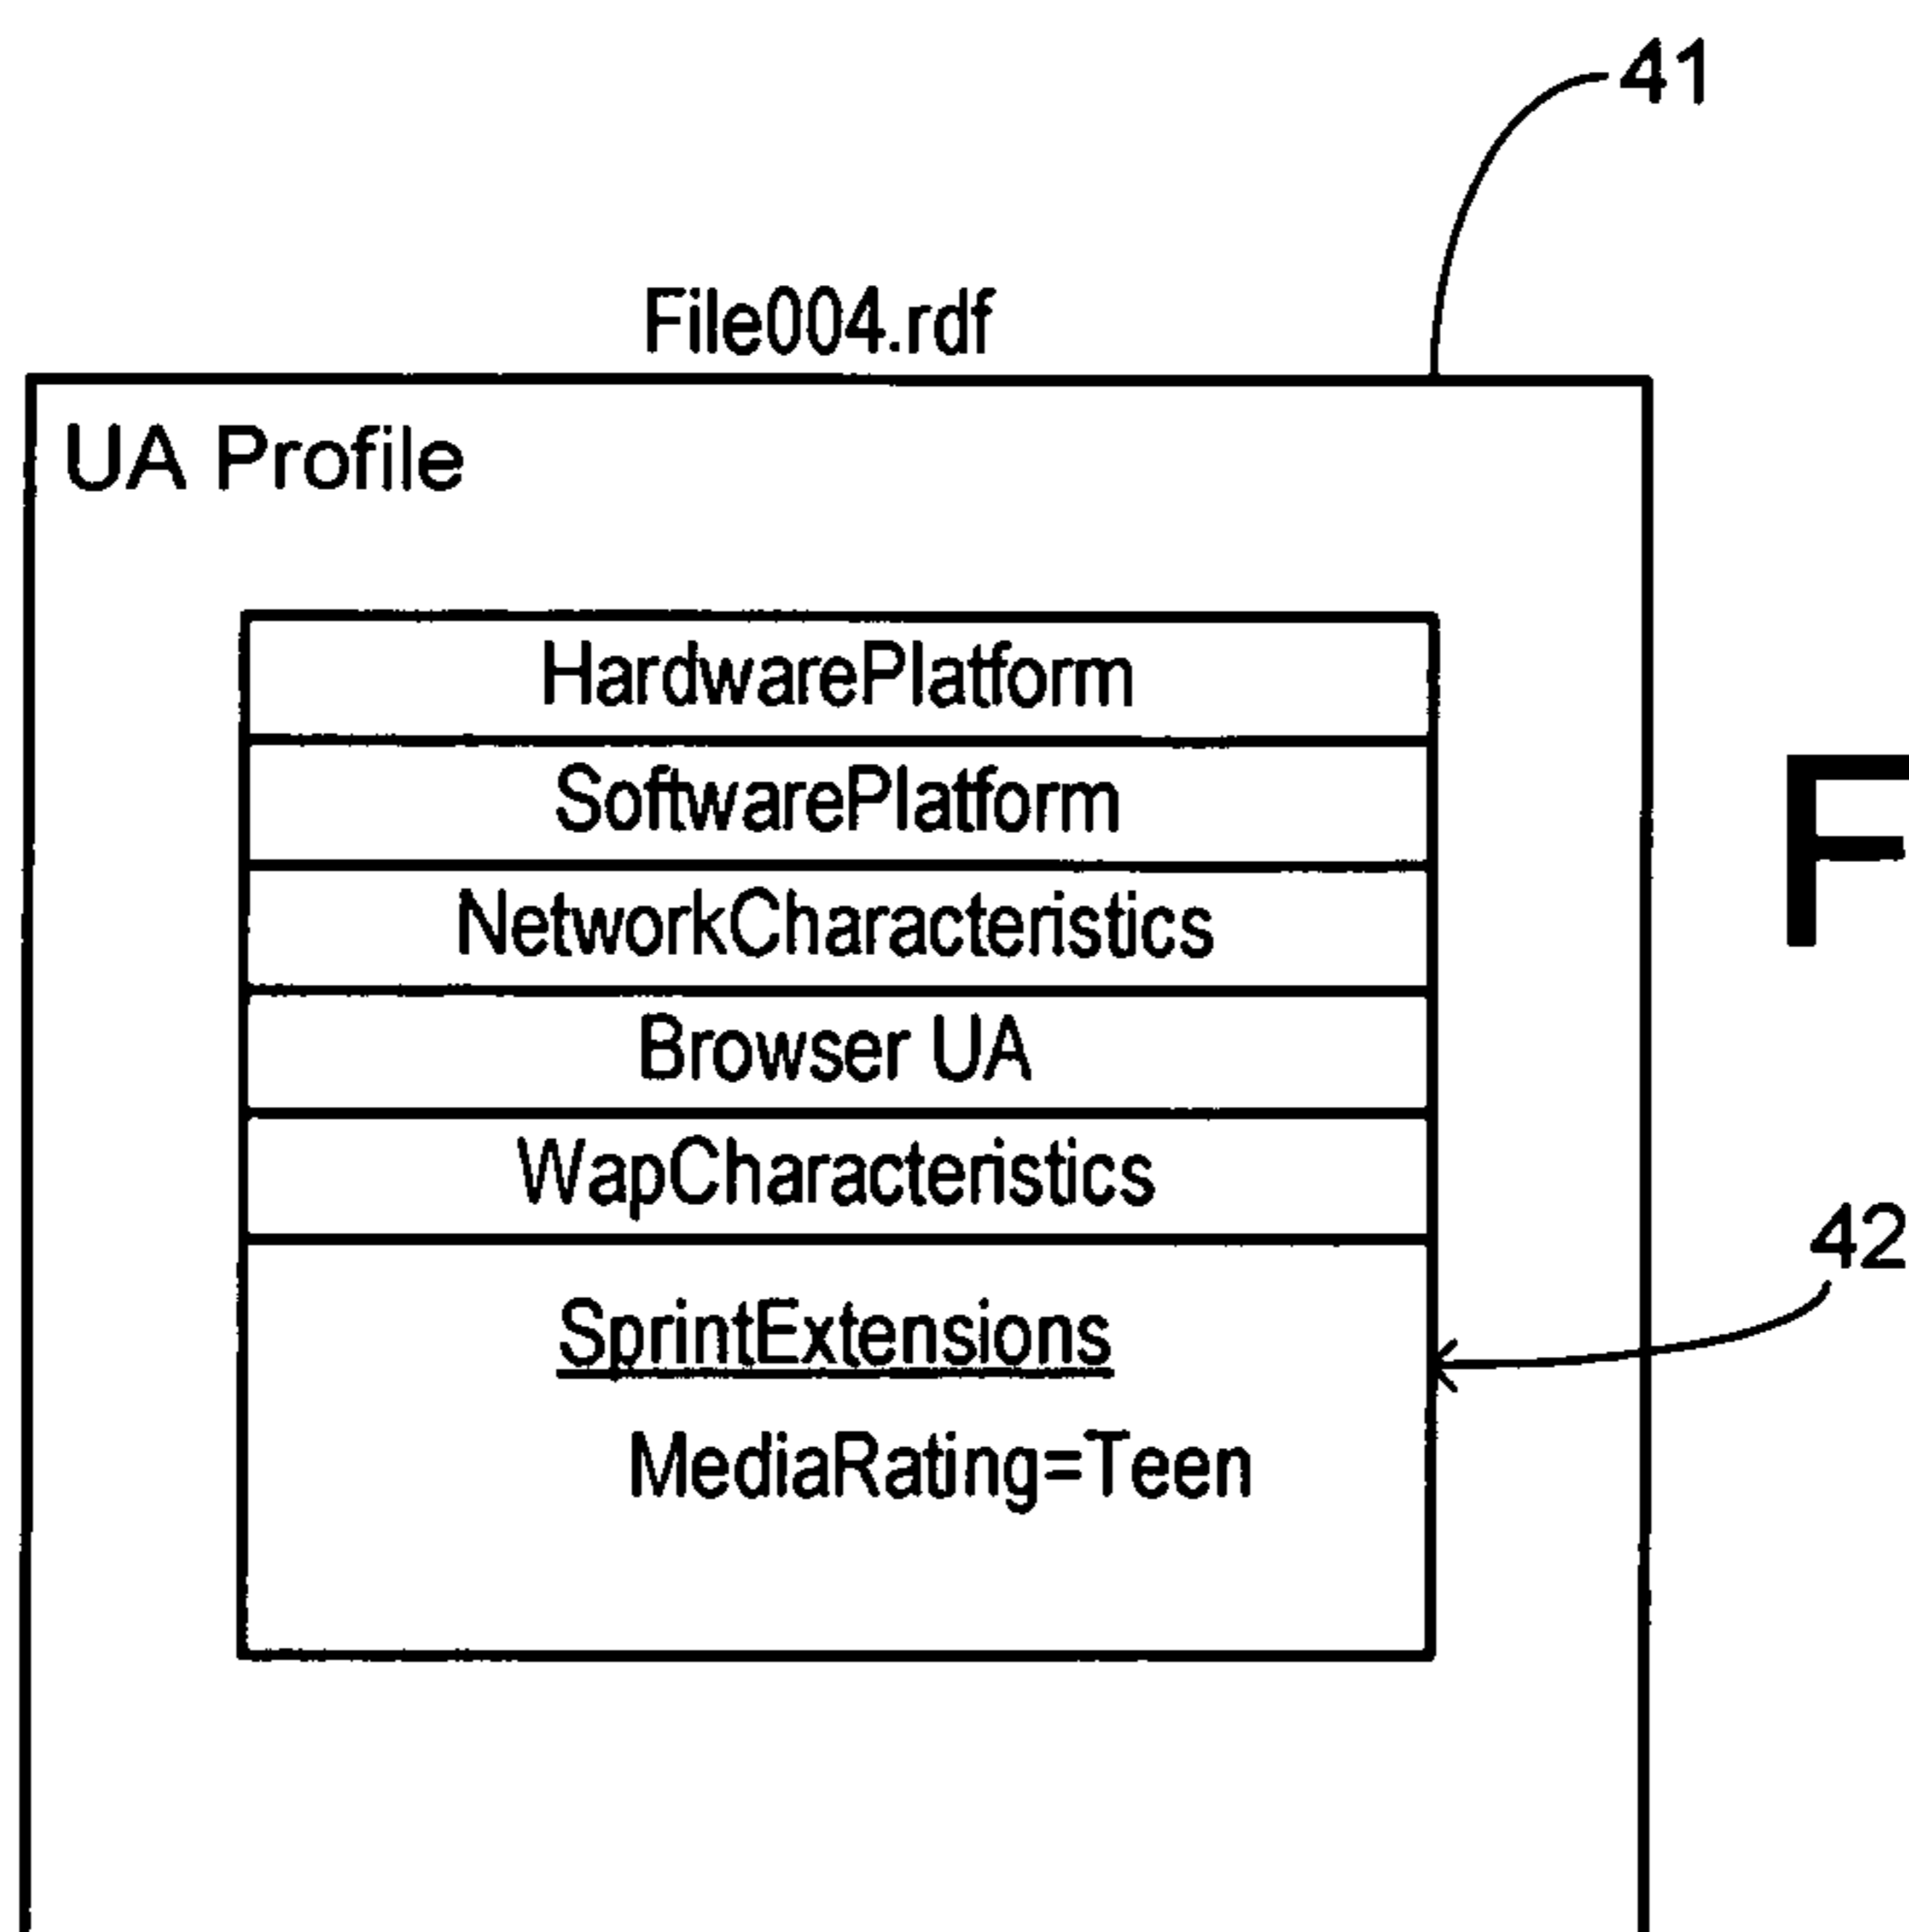 41
File004.rdf
UA Profile
HardwarePlatform
SoftwarePlatform
NetworkCharacteristics
F
Browser UA
WapCharacteristics
42
SprintExtensions
MediaRating=Teen